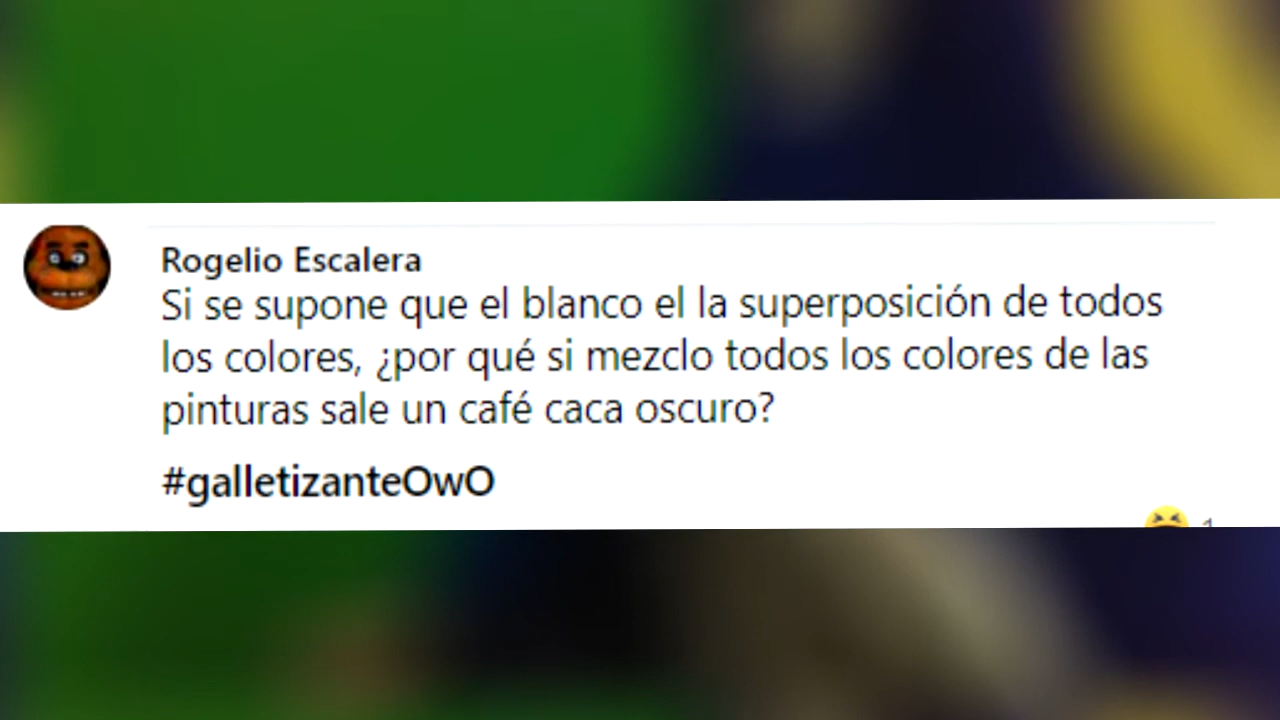 Rogelio Escalera
Si se supone que el blanco el la superposición de todos
los colores, ¿por qué si mezclo todos los colores de las
pinturas sale un café caca oscuro?
#galletizanteOwO
1